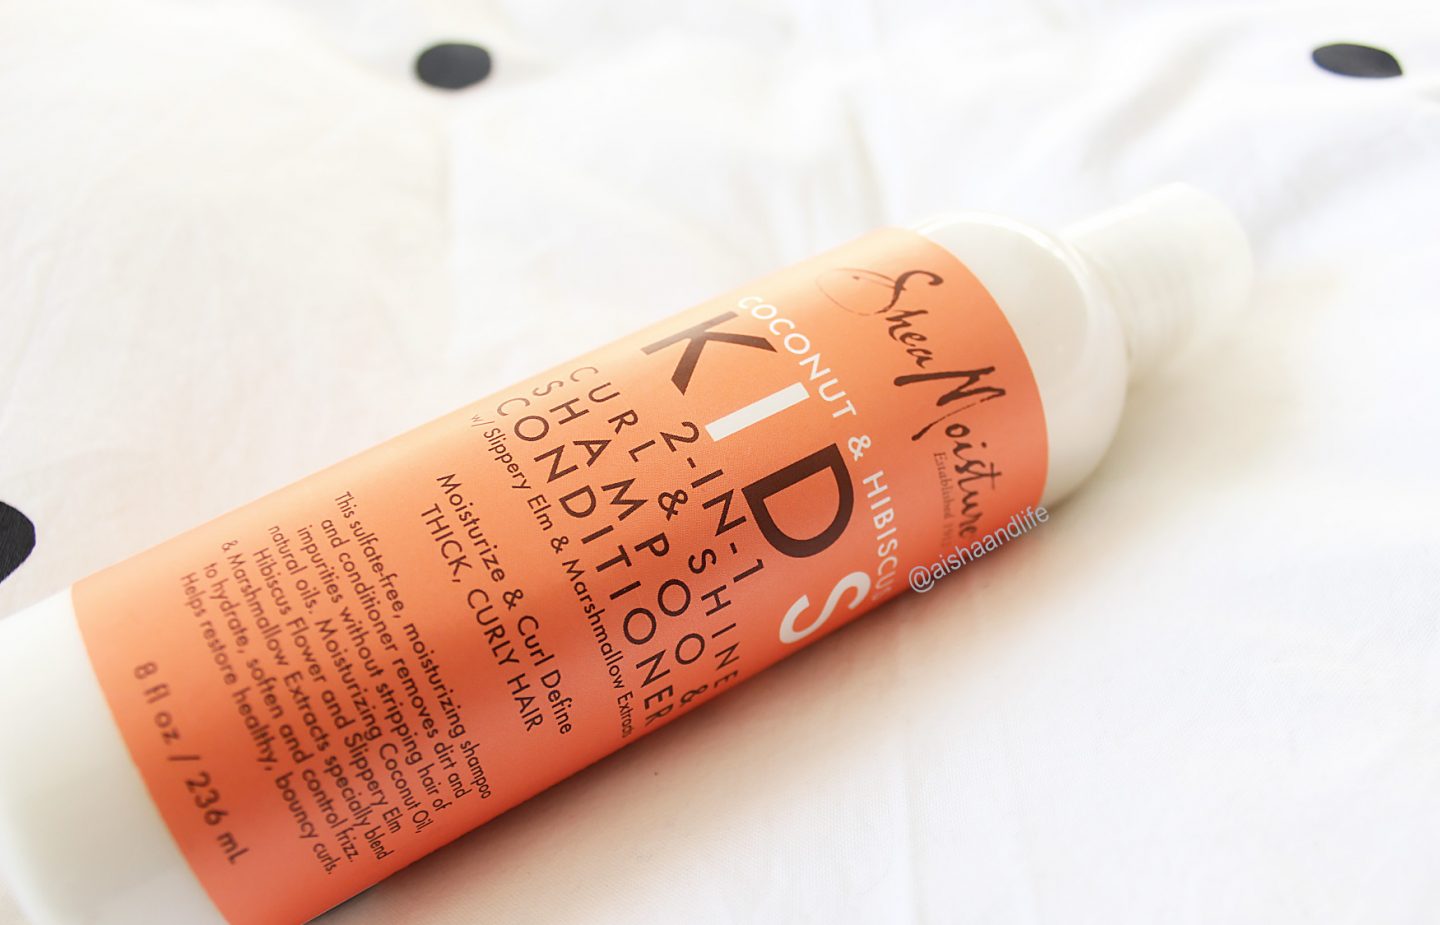 SheaMoisture
Established 1912
COCONUT & HIBISCUS
KIDS
2-IN-1
CURL & SHINE
SHAMPOO &
CONDITIONER
w/ Slippery Elm & Marshmallow Extracts
Moisturize & Curl Define
THICK, CURLY HAIR
This sulfate-free, moisturizing shampoo
and conditioner removes dirt and
impurities without stripping hair of
natural oils. Moisturizing Coconut Oil,
Hibiscus Flower and Slippery Elm
& Marshmallow Extracts specially blend
to hydrate, soften and control frizz.
Helps restore healthy, bouncy curls.
8 fl oz / 236 mL
@aishaandlife